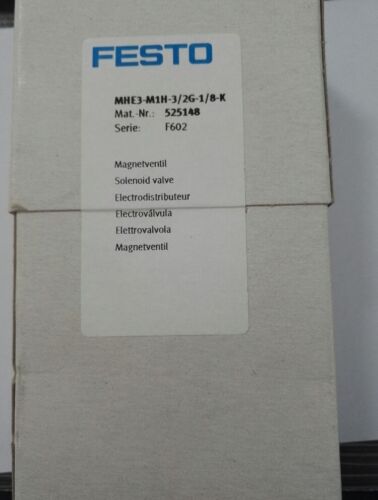 FESTO
MHE3-M1H-3/2G-1/8-K
Mat.-Nr.: 525148
Serie: F602
Magnetventil
Solenoid valve
Electrodistributeur
Electroválvula
Elettrovalvola
Magnetventil